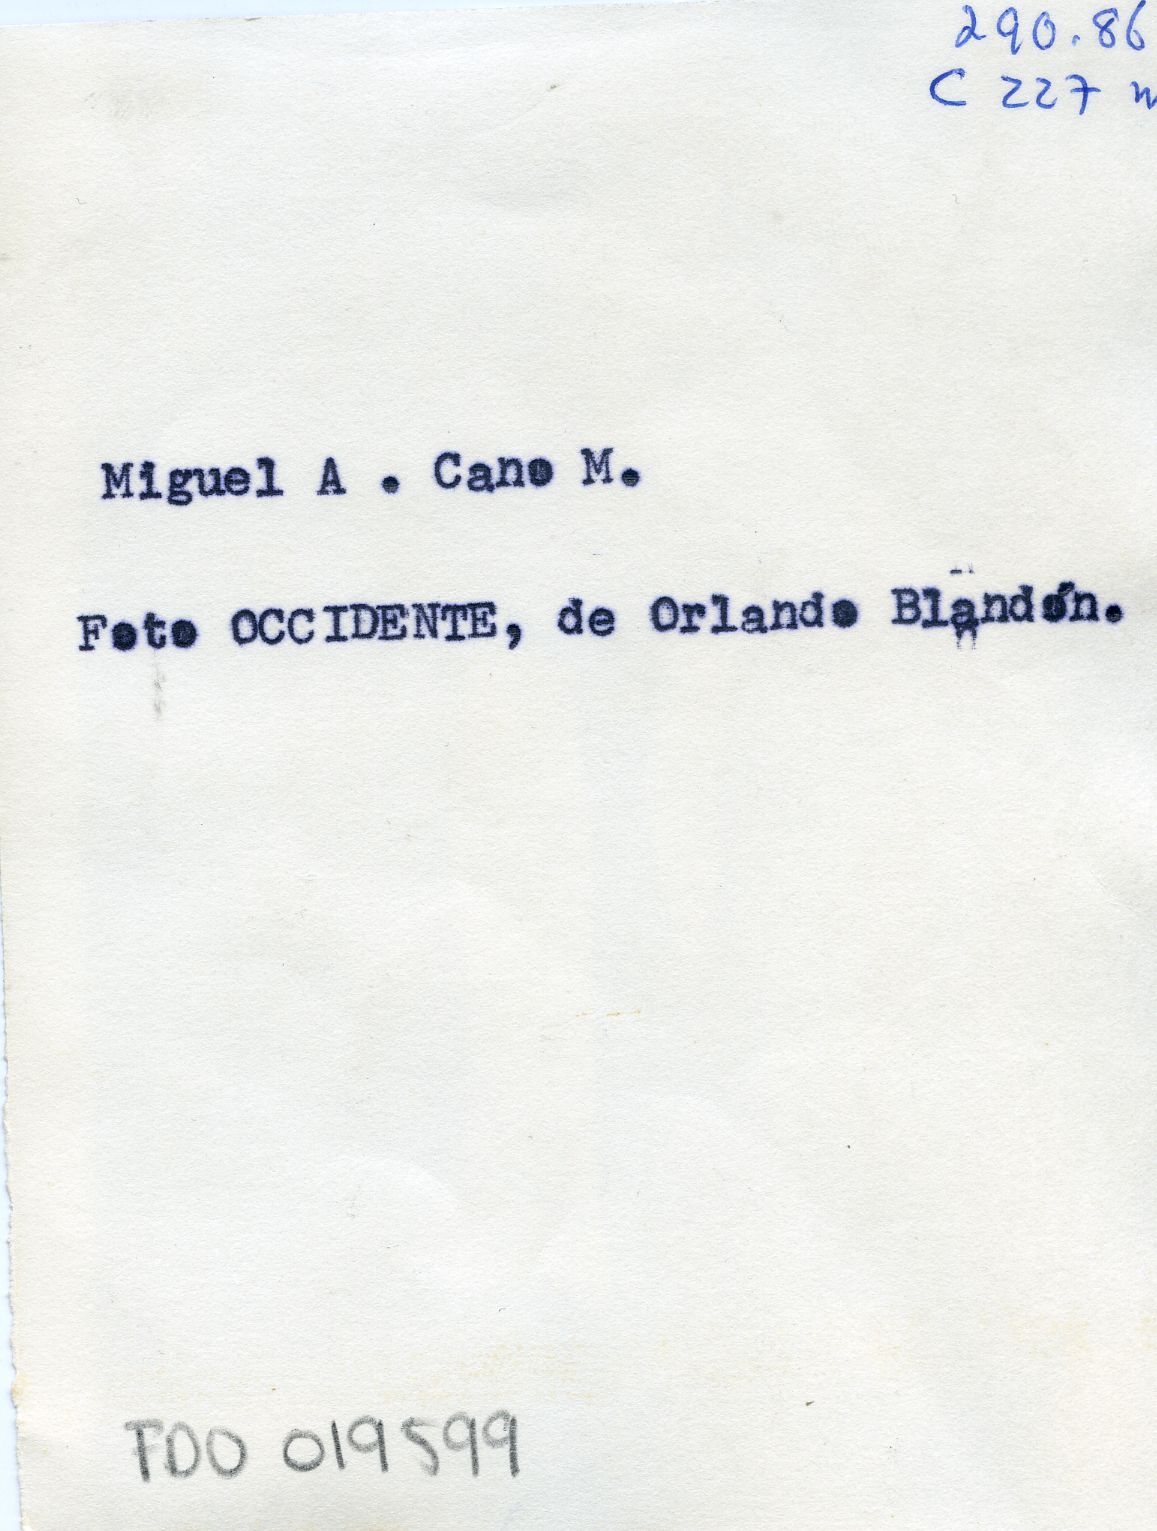 290.86
C 227 m
Miguel A . Cano M.
Foto OCCIDENTE, de Orlando Blandón.
FDO 019599